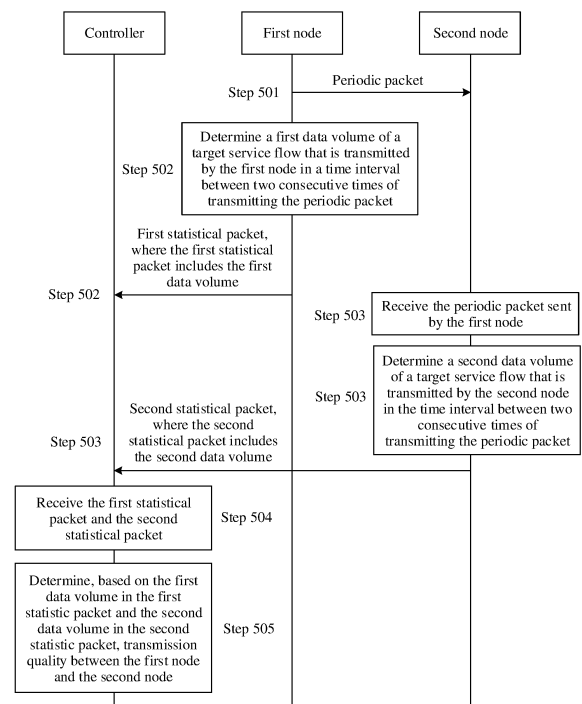 Controller
First node
Second node
Periodic packet
Step 501
Determine a first data volume of a
target service flow that is transmitted
by the first node in a time interval
between two consecutive times of
transmitting the periodic packet
Step 502
First statistical packet,
where the first statistical
packet includes the first
data volume
Step 502
Receive the periodic packet sent
by the first node
Step 503
Determine a second data volume
of a target service flow that is
transmitted by the second node
in the time interval between two
consecutive times of
transmitting the periodic packet
Step 503
Second statistical packet,
where the second
statistical packet includes
the second data volume
Step 503
Receive the first statistical
packet and the second
statistical packet
Step 504
Determine, based on the first
data volume in the first
statistic packet and the second
data volume in the second
statistic packet, transmission
quality between the first node
and the second node
Step 505